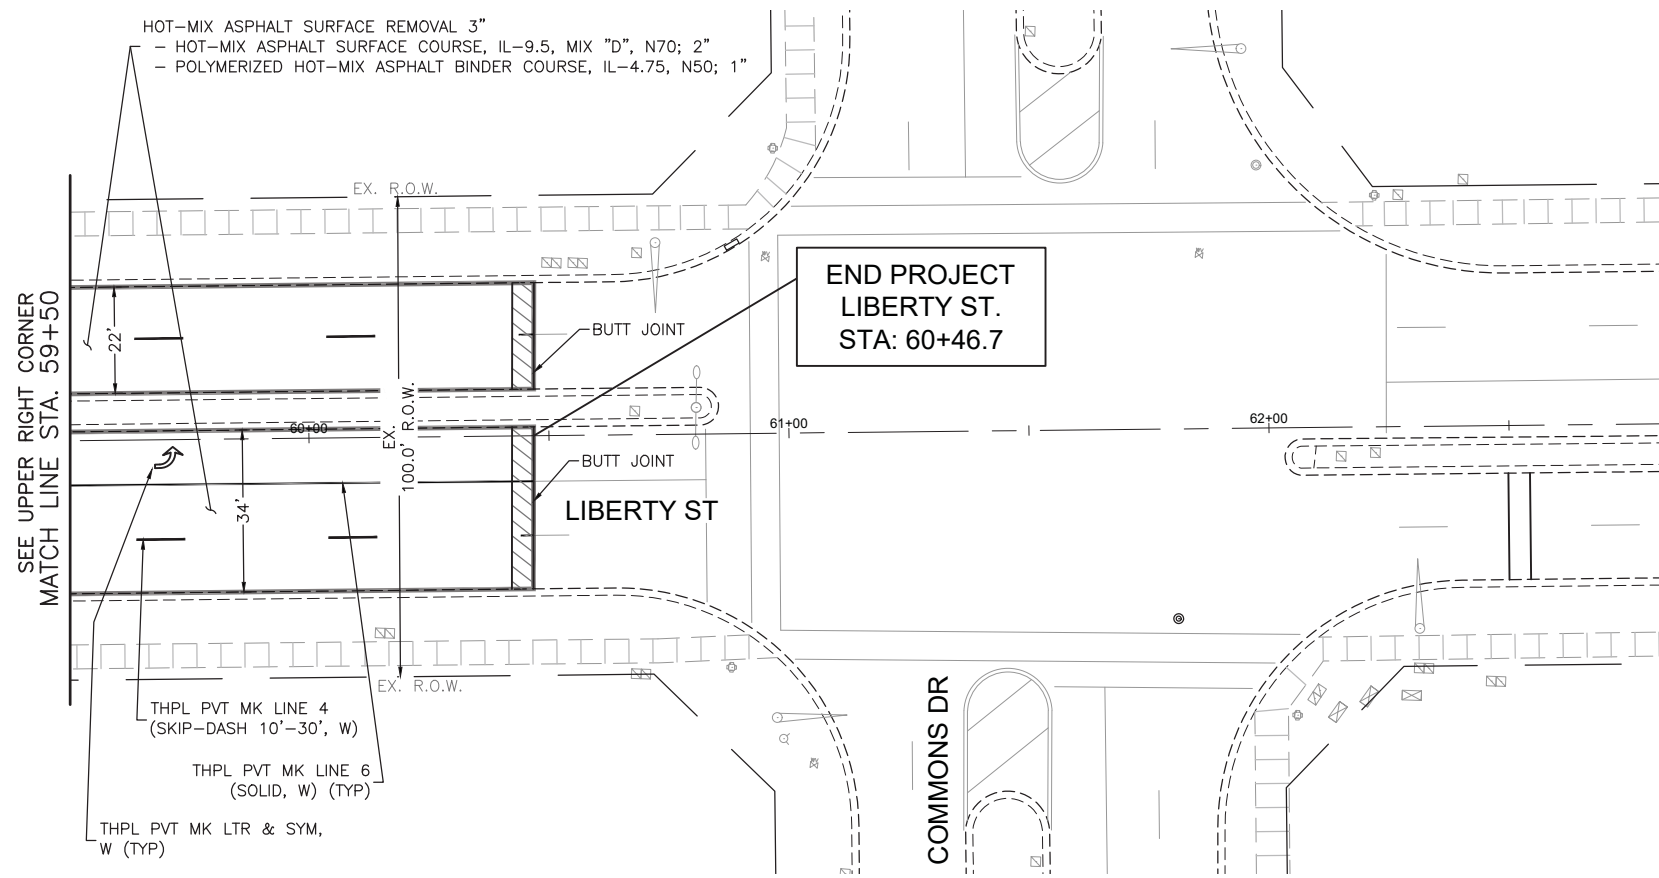 HOT-MIX ASPHALT SURFACE REMOVAL 3"
- HOT-MIX ASPHALT SURFACE COURSE, IL-9.5, MIX "D", N70; 2"
- POLYMERIZED HOT-MIX ASPHALT BINDER COURSE, IL-4.75, N50; 1"
EX. R.O.W.
SEE UPPER RIGHT CORNER
MATCH LINE STA. 59+50
22'
BUTT JOINT
END PROJECT
LIBERTY ST.
STA: 60+46.7
60+00
EX.
100.0' R.O.W.
61+00
62+00
BUTT JOINT
34'
LIBERTY ST
EX. R.O.W.
THPL PVT MK LINE 4
(SKIP-DASH 10'-30', W)
THPL PVT MK LINE 6
(SOLID, W) (TYP)
THPL PVT MK LTR & SYM,
W (TYP)
COMMONS DR